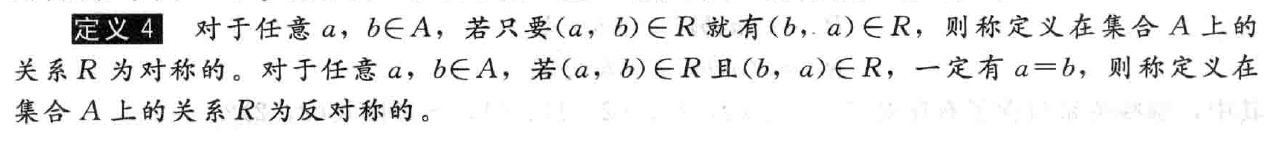 定义 4 对于任意 a，b∈A，若只要(a，b)∈R 就有(b，a)∈R，则称定义在集合 A 上的
关系 R 为对称的。对于任意 a，b∈A，若(a，b)∈R 且(b，a)∈R，一定有 a＝b，则称定义在
集合 A 上的关系 R 为反对称的。